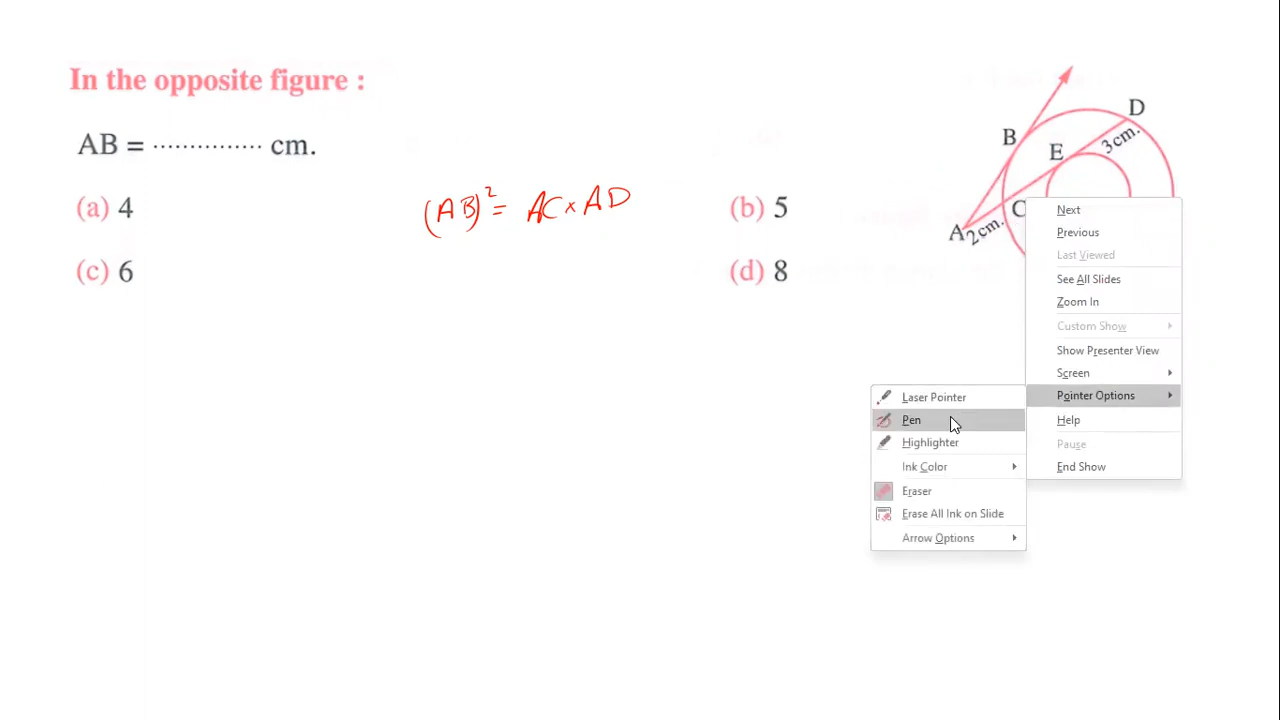 In the opposite figure :
AB = ............... cm.
(a) 4
(AB)² = AC × AD
(b) 5
(c) 6
(d) 8
D
B
3cm.
E
C
A
2cm.
Next
Previous
Last Viewed
See All Slides
Zoom In
Custom Show
Show Presenter View
Screen
Pointer Options
Help
Pause
End Show
Laser Pointer
Pen
Highlighter
Ink Color
Eraser
Erase All Ink on Slide
Arrow Options